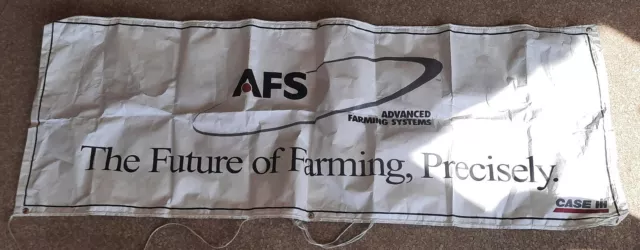 AFS
ADVANCED
FARMING SYSTEMS
The Future of Farming, Precisely.
CASE IH